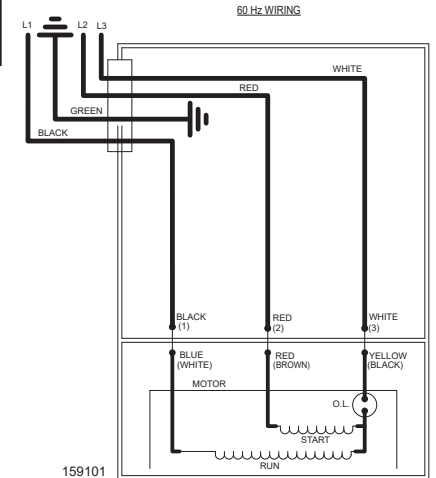 60 Hz WIRING
L1
L2
L3
WHITE
RED
GREEN
BLACK
BLACK
(1)
RED
(2)
WHITE
(3)
BLUE
(WHITE)
RED
(BROWN)
YELLOW
(BLACK)
MOTOR
O.L.
START
RUN
159101